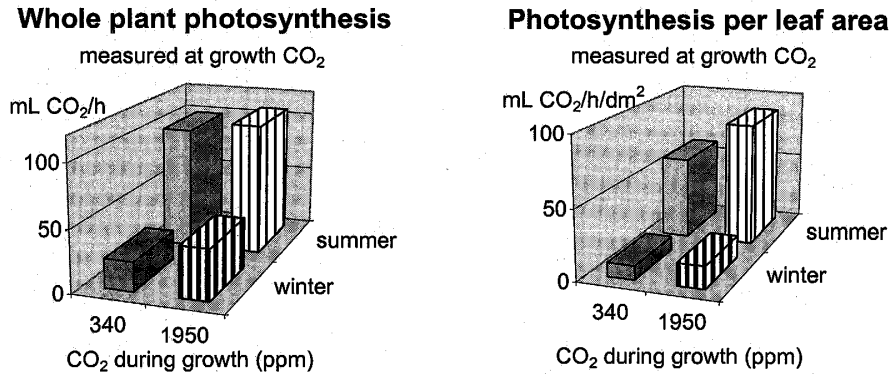 Whole plant photosynthesis
measured at growth CO₂
mL CO₂/h
100
50
0
340
1950
summer
winter
CO₂ during growth (ppm)
Photosynthesis per leaf area
measured at growth CO₂
mL CO₂/h/dm²
100
50
0
340
1950
summer
winter
CO₂ during growth (ppm)